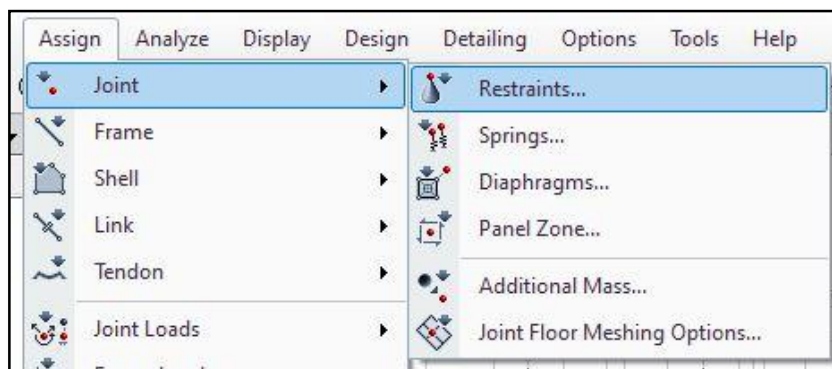 Assign Analyze Display Design Detailing Options Tools Help
Joint
Frame
Shell
Link
Tendon
Joint Loads
Restraints...
Springs...
Diaphragms...
Panel Zone...
Additional Mass...
Joint Floor Meshing Options...